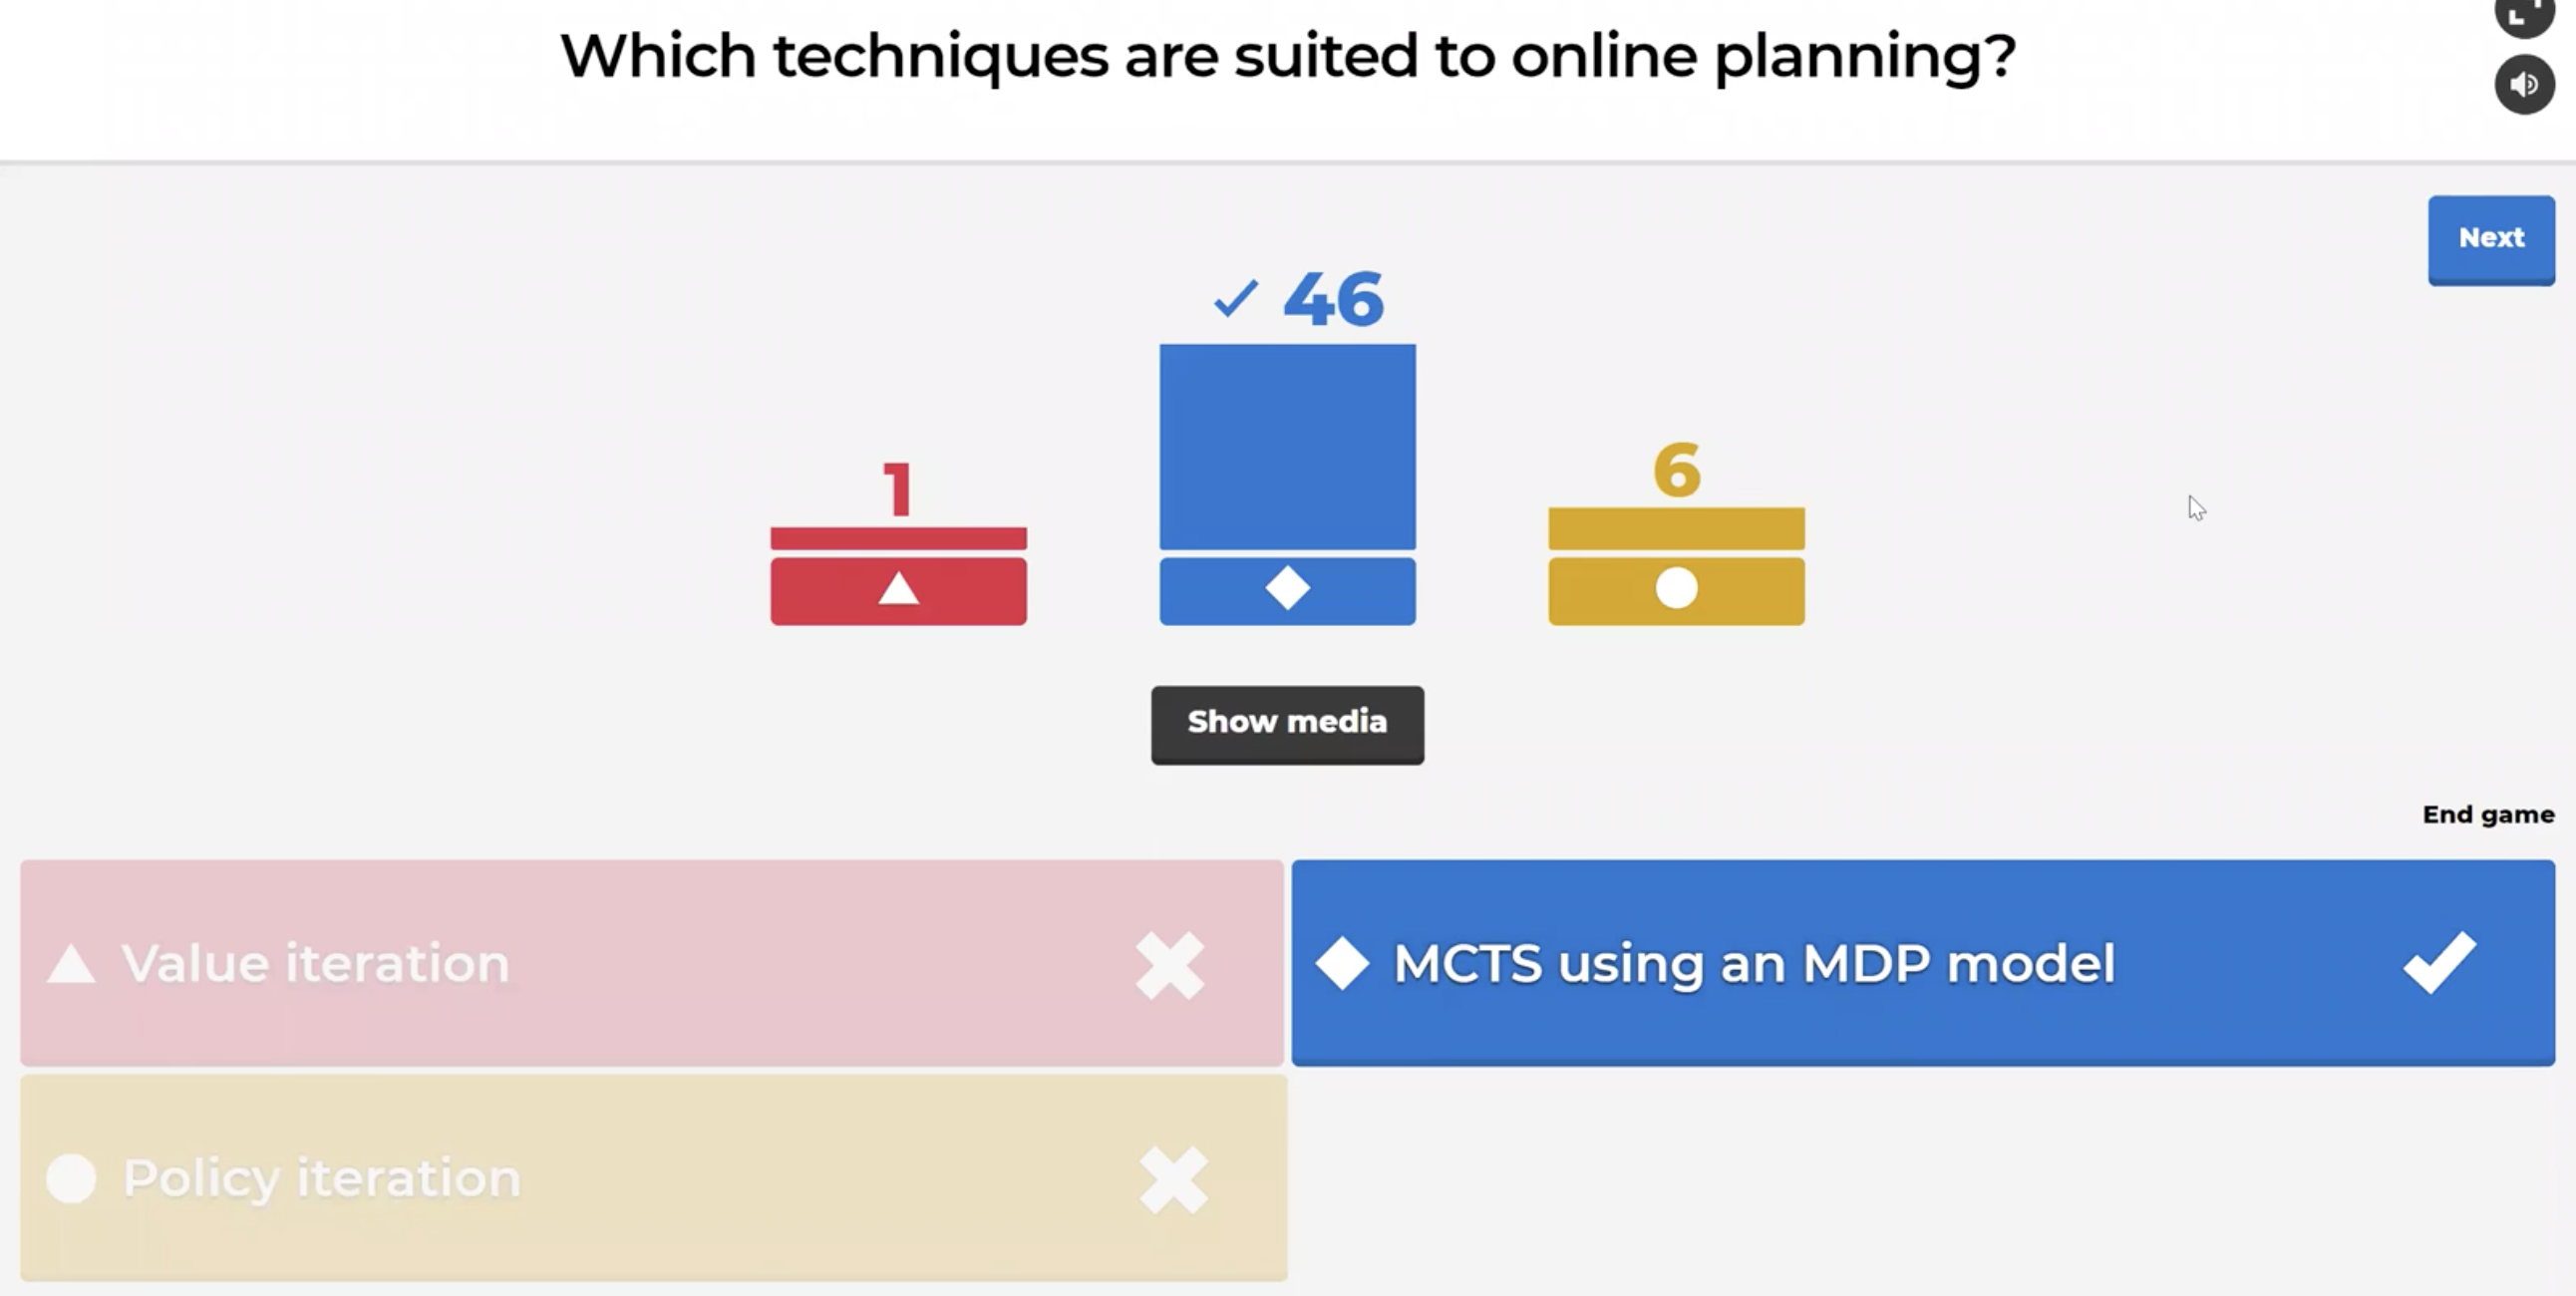 Which techniques are suited to online planning?
Next
46
1
6
Show media
End game
Value iteration
MCTS using an MDP model
Policy iteration